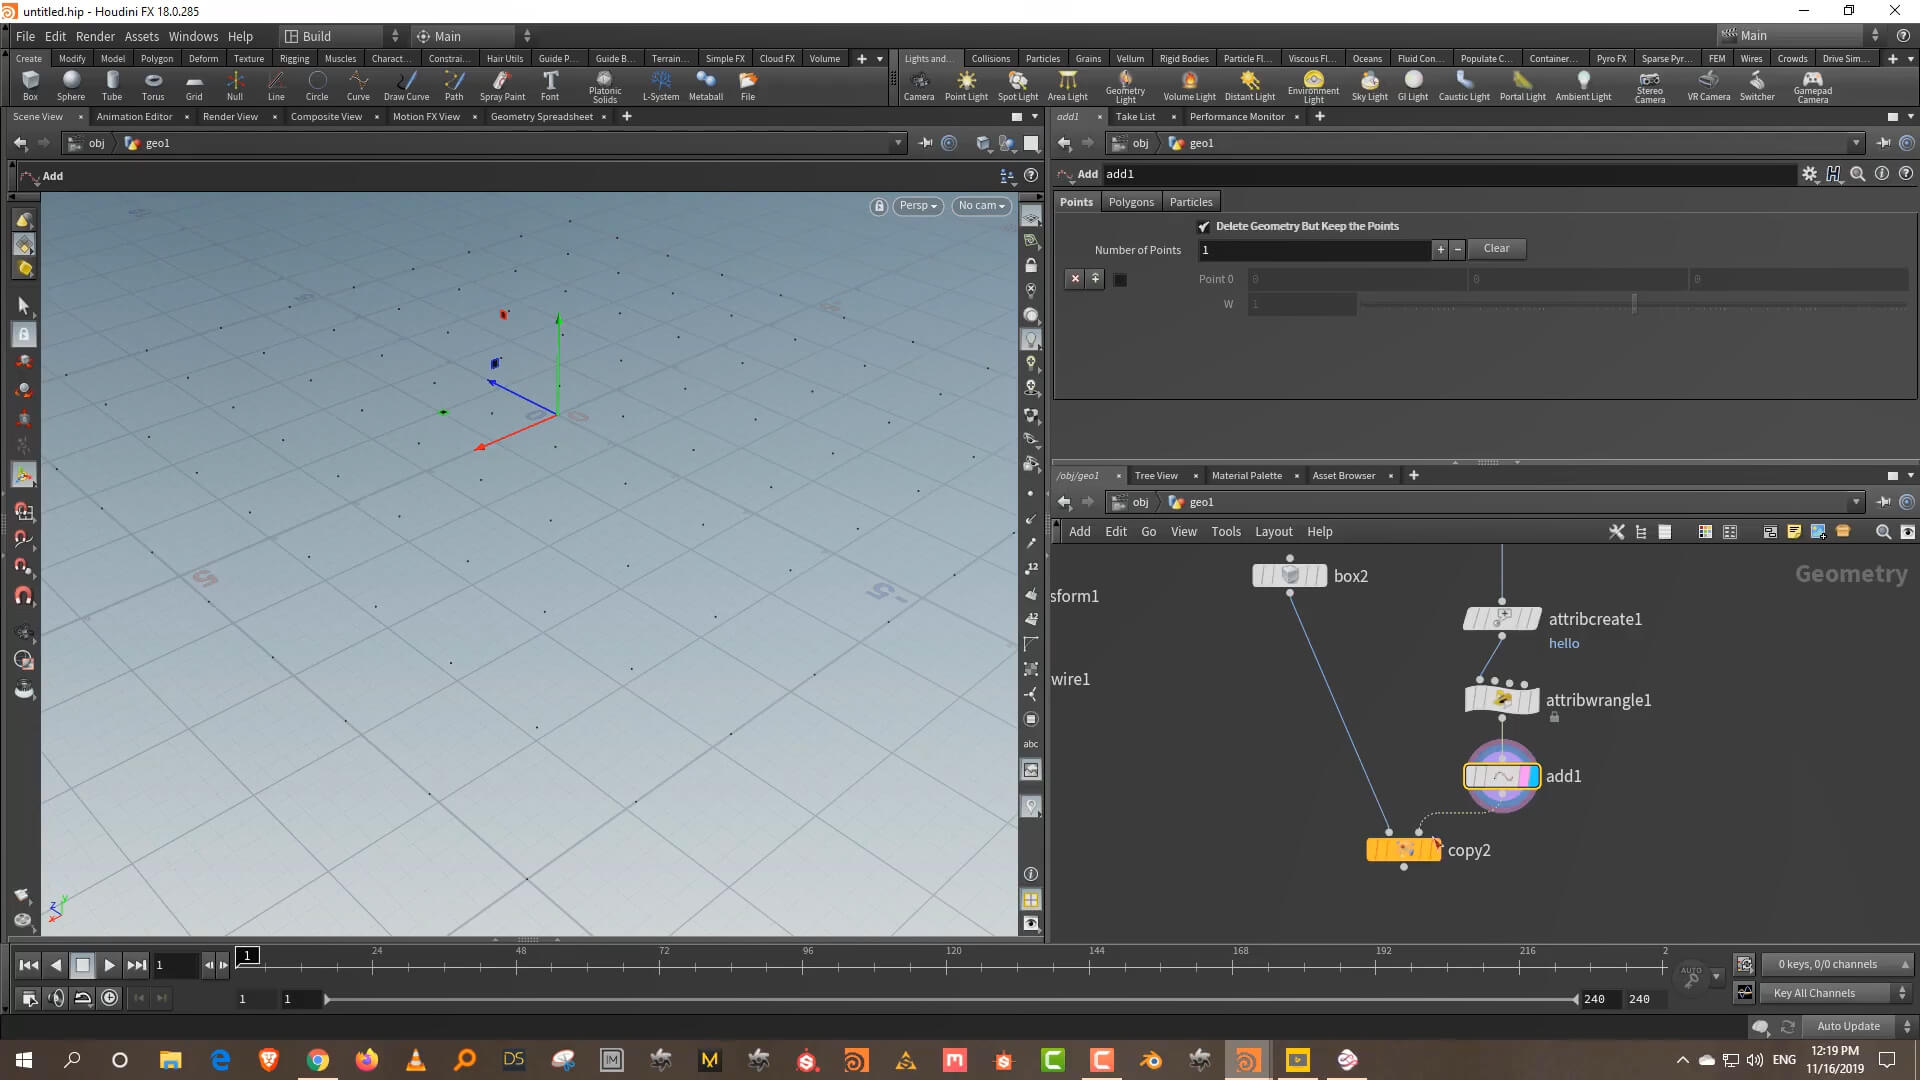 untitled.hip - Houdini FX 18.0.285
File Edit Render Assets Windows Help Build Main Main
Create Modify Model Polygon Deform Texture Rigging Muscles Charact... Constrai... Hair Utils Guide P... Guide B... Terrain... Simple FX Cloud FX Volume
Lights and... Collisions Particles Grains Vellum Rigid Bodies Particle Fl... Viscous Fl... Oceans Fluid Con... Populate C... Container... Pyro FX Sparse Pyr... FEM Wires Crowds Drive Sim...
Box Sphere Tube Torus Grid Null Line Circle Curve Draw Curve Path Spray Paint Font Platonic Solids L-System Metaball File
Camera Point Light Spot Light Area Light Geometry Light Volume Light Distant Light Environment Light Sky Light GI Light Caustic Light Portal Light Ambient Light Stereo Camera VR Camera Switcher Gamepad Camera
Scene View Animation Editor Render View Composite View Motion FX View Geometry Spreadsheet
add1 Take List Performance Monitor
obj geo1
obj geo1
Add
Add add1
Persp No cam
Points Polygons Particles
Delete Geometry But Keep the Points
Number of Points 1 Clear
Point 0 0 0 0
W 1
/obj/geo1 Tree View Material Palette Asset Browser
obj geo1
Add Edit Go View Tools Layout Help
Geometry
box2
sform1
attribcreate1
hello
wire1
attribwrangle1
add1
copy2
0 0
5 -5
12
12
abc
z y x
1 24 48 72 96 120 144 168 192 216 2
1
AUTO
0 keys, 0/0 channels
1 1 240 240
Key All Channels
Auto Update
DS IM M
ENG
12:19 PM
11/16/2019